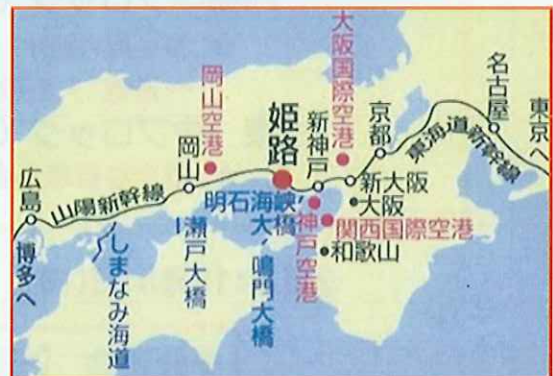 大阪国際空港
岡山空港
名古屋
東京へ
京都
東海道新幹線
姫路
新神戸
新大阪
大阪
岡山
広島
山陽新幹線
博多へ
明石海峡大橋、鳴門大橋
神戸空港
関西国際空港
和歌山
瀬戸大橋
しまなみ海道